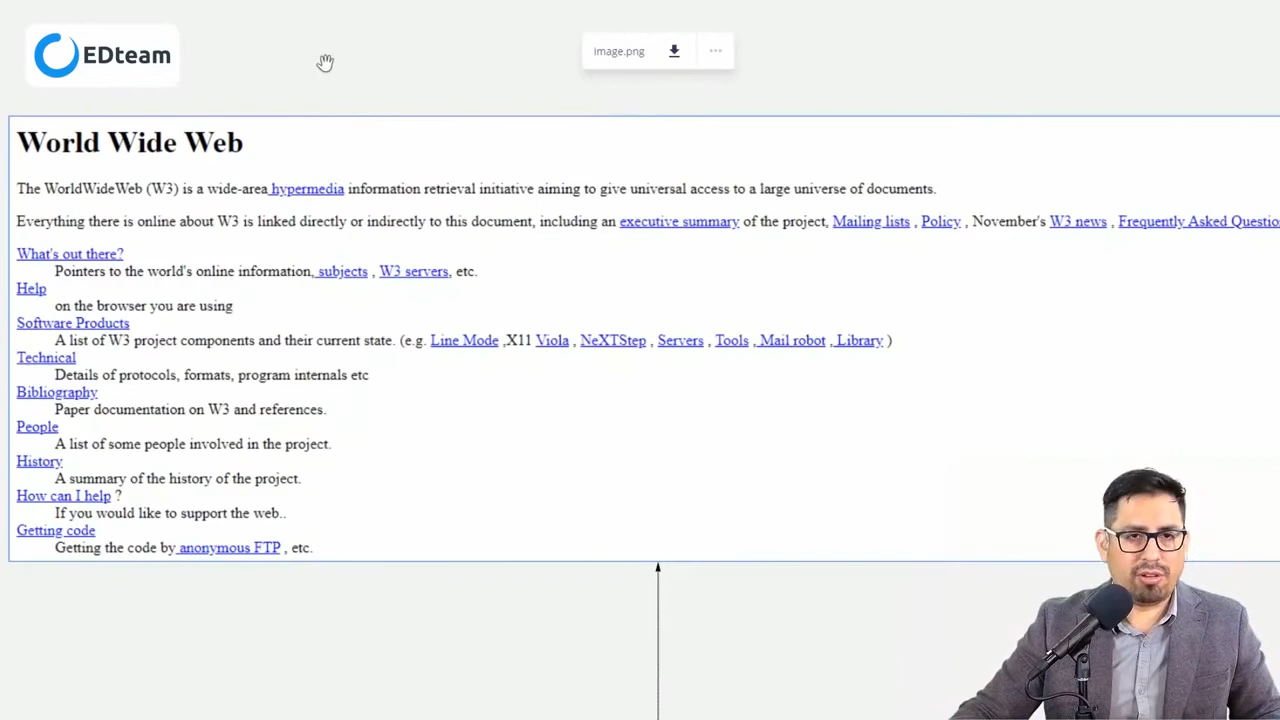 EDteam
image.png
World Wide Web
The WorldWideWeb (W3) is a wide-area hypermedia information retrieval initiative aiming to give universal access to a large universe of documents.
Everything there is online about W3 is linked directly or indirectly to this document, including an executive summary of the project, Mailing lists , Policy , November's W3 news , Frequently Asked Questio
What's out there?
Pointers to the world's online information, subjects , W3 servers, etc.
Help
on the browser you are using
Software Products
A list of W3 project components and their current state. (e.g. Line Mode ,X11 Viola , NeXTStep , Servers , Tools , Mail robot , Library )
Technical
Details of protocols, formats, program internals etc
Bibliography
Paper documentation on W3 and references.
People
A list of some people involved in the project.
History
A summary of the history of the project.
How can I help ?
If you would like to support the web..
Getting code
Getting the code by anonymous FTP , etc.